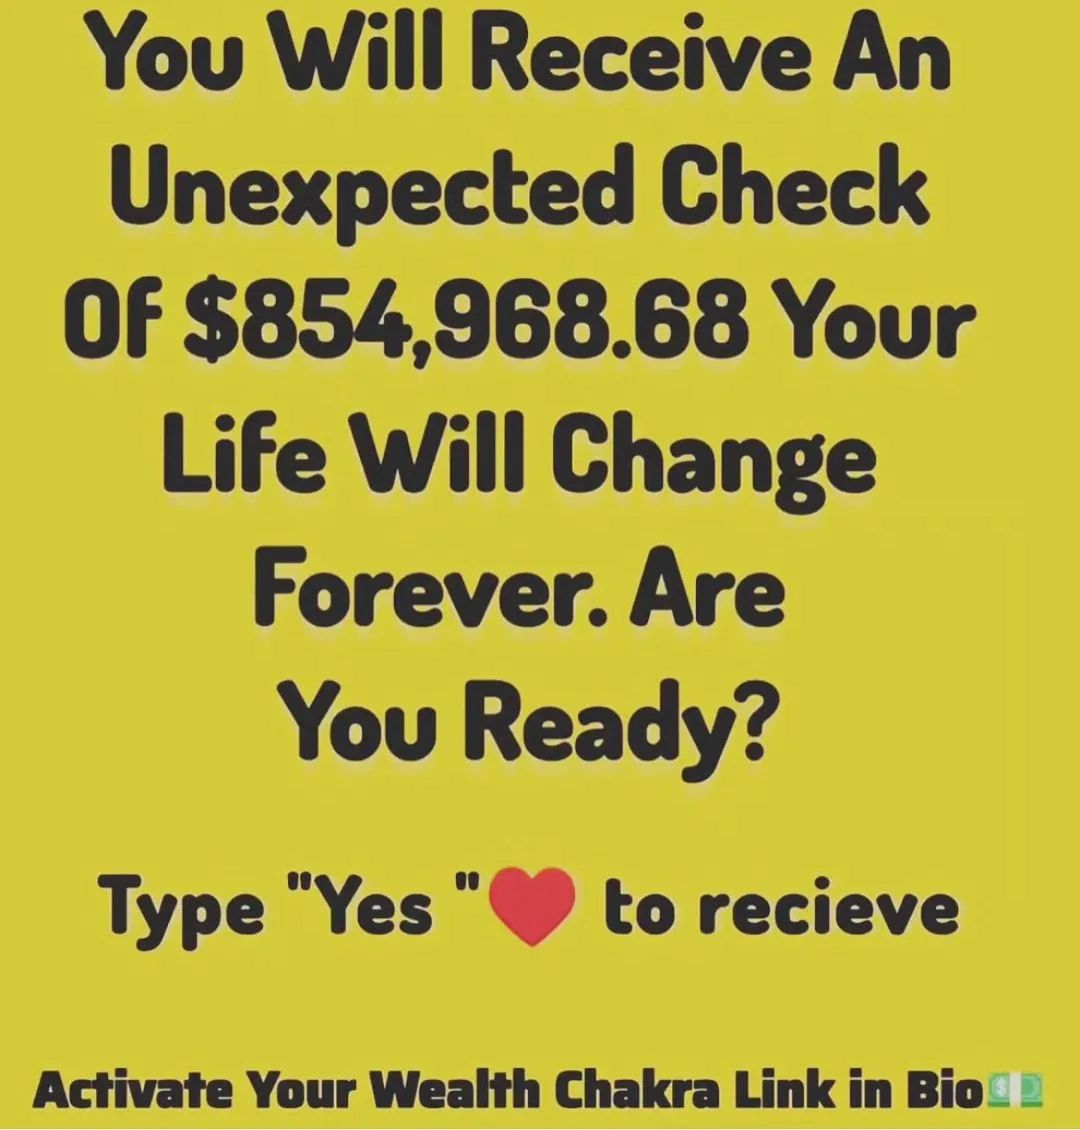 You Will Receive An
Unexpected Check
Of $854,968.68 Your
Life Will Change
Forever. Are
You Ready?
Type "Yes "❤️ to recieve
Activate Your Wealth Chakra Link in Bio💵